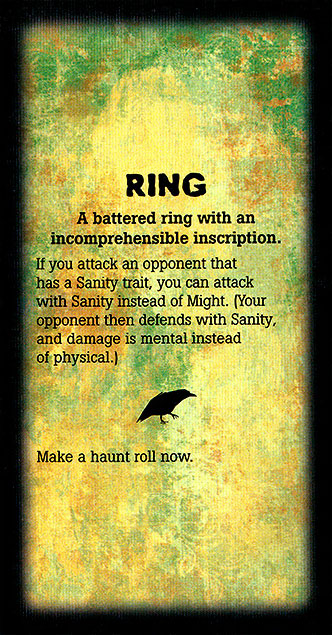 RING
A battered ring with an
incomprehensible inscription.
If you attack an opponent that
has a Sanity trait, you can attack
with Sanity instead of Might. (Your
opponent then defends with Sanity,
and damage is mental instead
of physical.)
Make a haunt roll now.